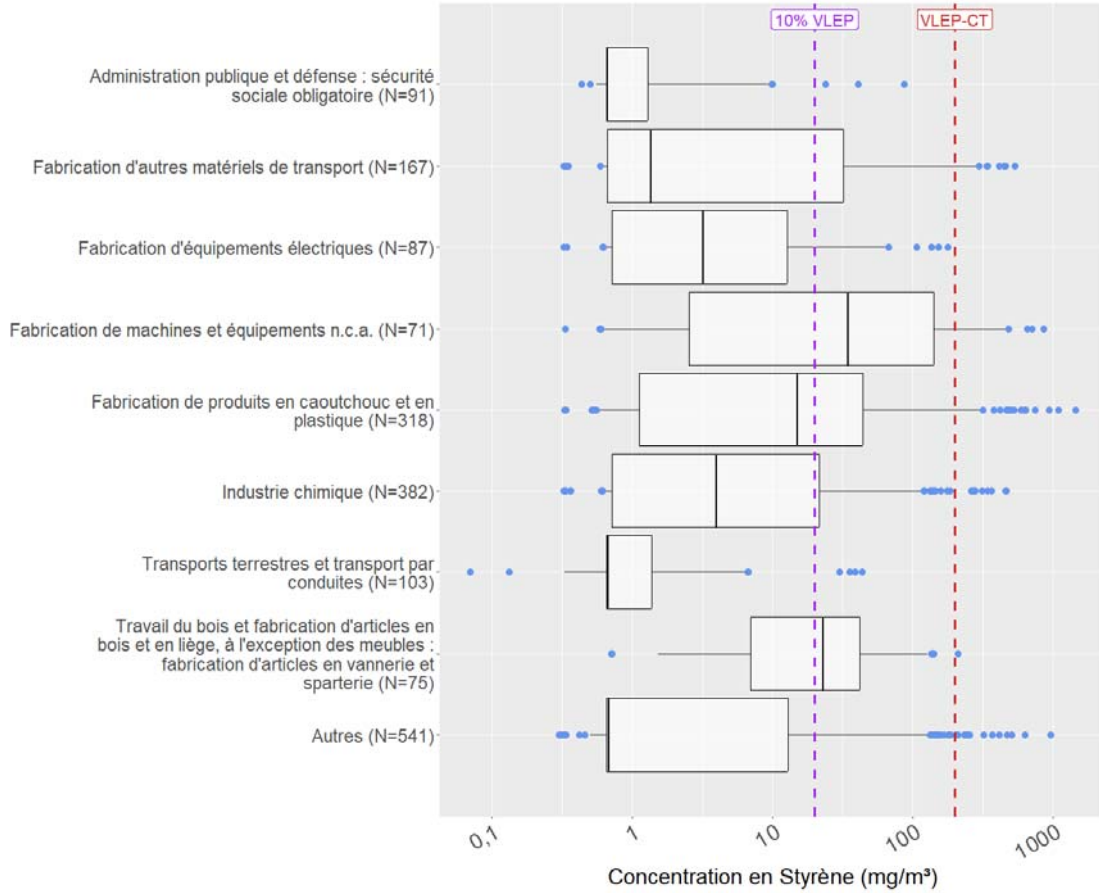 10% VLEP
VLEP-CT
Administration publique et défense : sécurité
sociale obligatoire (N=91)
Fabrication d'autres matériels de transport (N=167)
Fabrication d'équipements électriques (N=87)
Fabrication de machines et équipements n.c.a. (N=71)
Fabrication de produits en caoutchouc et en
plastique (N=318)
Industrie chimique (N=382)
Transports terrestres et transport par
conduites (N=103)
Travail du bois et fabrication d'articles en
bois et en liège, à l'exception des meubles :
fabrication d'articles en vannerie et
sparterie (N=75)
Autres (N=541)
0,1
1
10
100
1000
Concentration en Styrène (mg/m³)